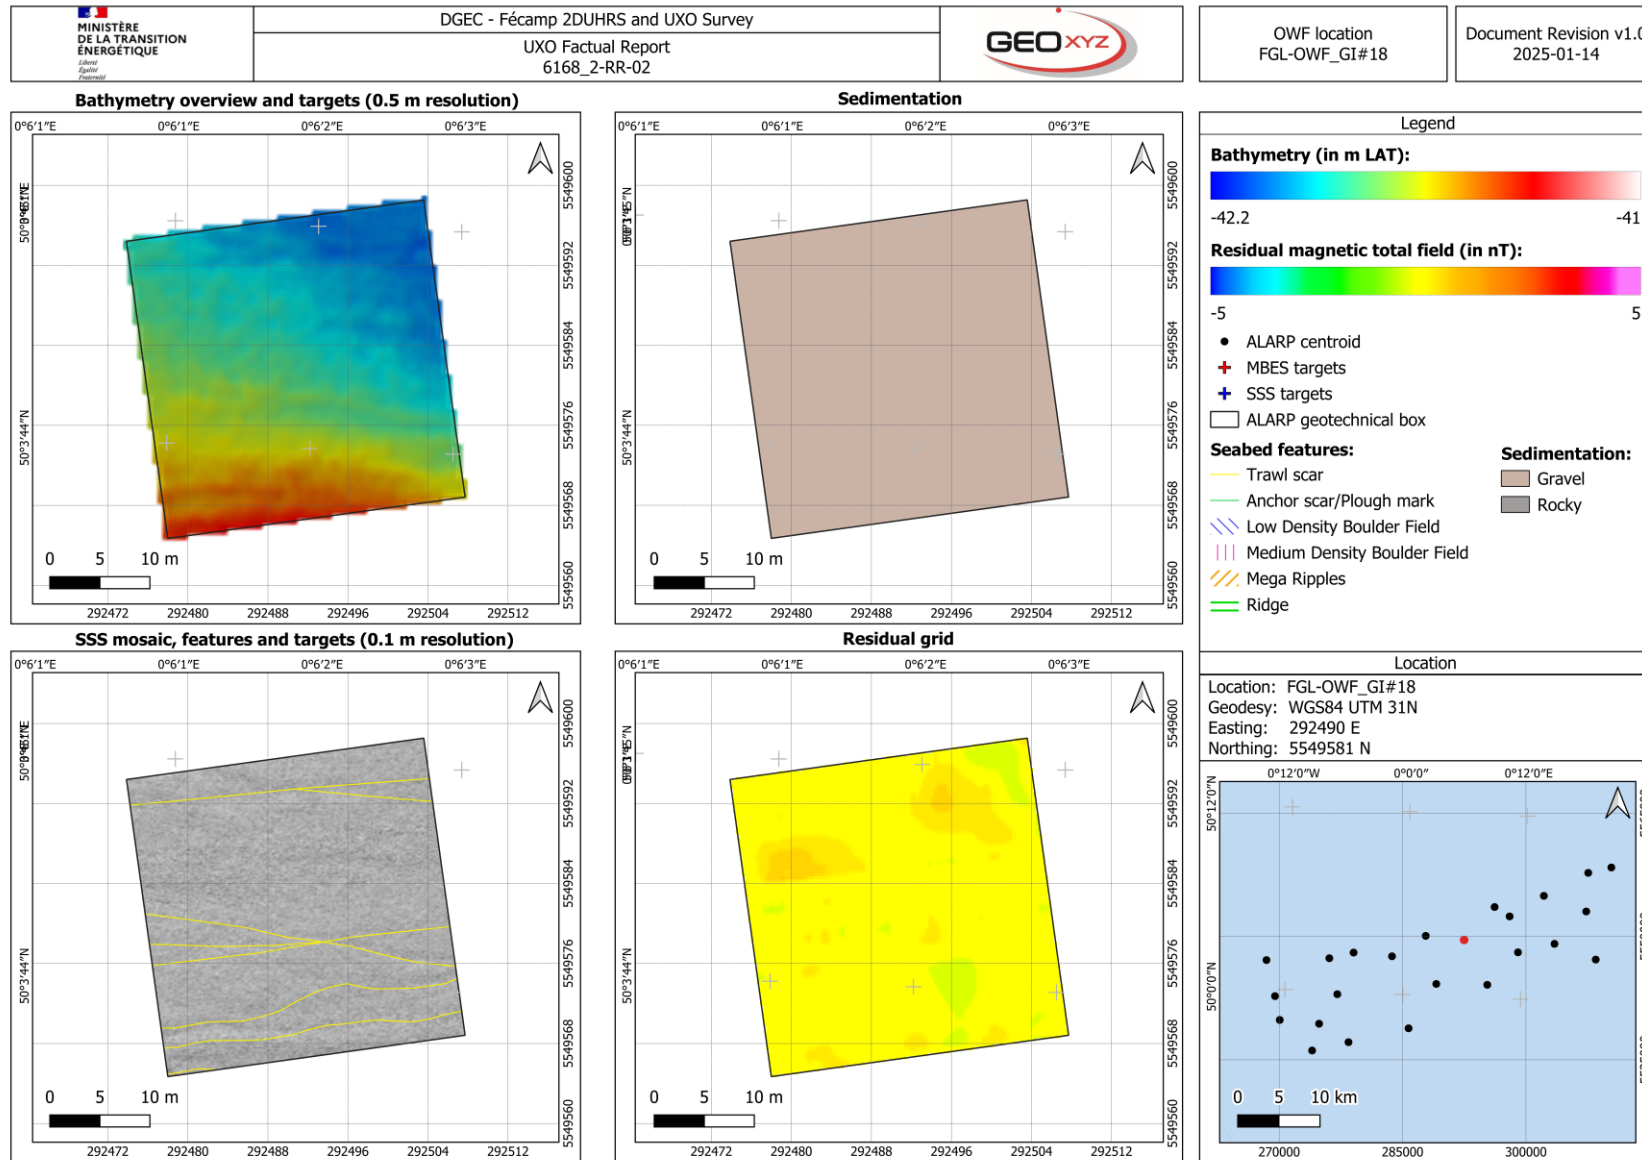 MINISTÈRE
DE LA TRANSITION
ÉNERGÉTIQUE
Liberté
Égalité
Fraternité
DGEC - Fécamp 2DUHRS and UXO Survey
UXO Factual Report
6168_2-RR-02
GEOXYZ
OWF location
FGL-OWF_GI#18
Document Revision v1.0
2025-01-14
Bathymetry overview and targets (0.5 m resolution)
0°6'1"E 0°6'1"E 0°6'2"E 0°6'3"E
50°3'44"N
5549600
5549592
5549584
5549576
5549568
5549560
0 5 10 m
292472 292480 292488 292496 292504 292512
Sedimentation
0°6'1"E 0°6'1"E 0°6'2"E 0°6'3"E
50°3'44"N
5549600
5549592
5549584
5549576
5549568
5549560
0 5 10 m
292472 292480 292488 292496 292504 292512
Legend
Bathymetry (in m LAT):
-42.2 -41
Residual magnetic total field (in nT):
-5 5
ALARP centroid
MBES targets
SSS targets
ALARP geotechnical box
Seabed features:
Trawl scar
Anchor scar/Plough mark
Low Density Boulder Field
Medium Density Boulder Field
Mega Ripples
Ridge
Sedimentation:
Gravel
Rocky
SSS mosaic, features and targets (0.1 m resolution)
0°6'1"E 0°6'1"E 0°6'2"E 0°6'3"E
50°3'44"N
5549600
5549592
5549584
5549576
5549568
5549560
0 5 10 m
292472 292480 292488 292496 292504 292512
Residual grid
0°6'1"E 0°6'1"E 0°6'2"E 0°6'3"E
50°3'44"N
5549600
5549592
5549584
5549576
5549568
5549560
0 5 10 m
292472 292480 292488 292496 292504 292512
Location
Location: FGL-OWF_GI#18
Geodesy: WGS84 UTM 31N
Easting: 292490 E
Northing: 5549581 N
0°12'0"W 0°0'0" 0°12'0"E
50°12'0"N
50°0'0"N
0 5 10 km
270000 285000 300000